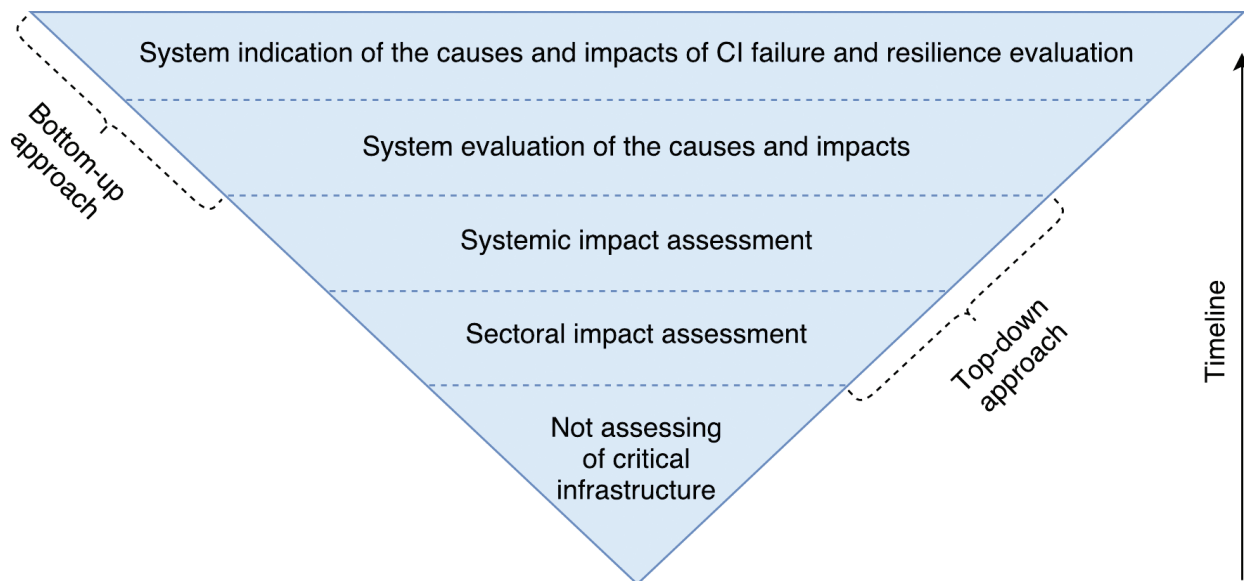 System indication of the causes and impacts of CI failure and resilience evaluation
System evaluation of the causes and impacts
Systemic impact assessment
Sectoral impact assessment
Not assessing
of critical
infrastructure
Bottom-up
approach
Top-down
approach
Timeline